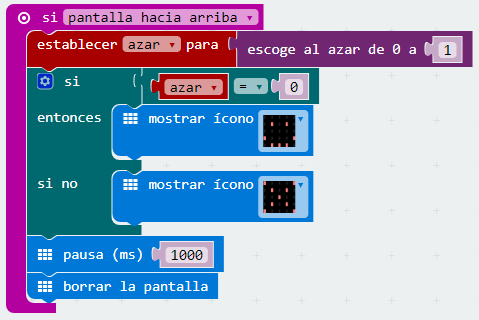 si pantalla hacia arriba
establecer azar para escoge al azar de 0 a 1
si azar = 0
entonces mostrar ícono
si no mostrar ícono
pausa (ms) 1000
borrar la pantalla